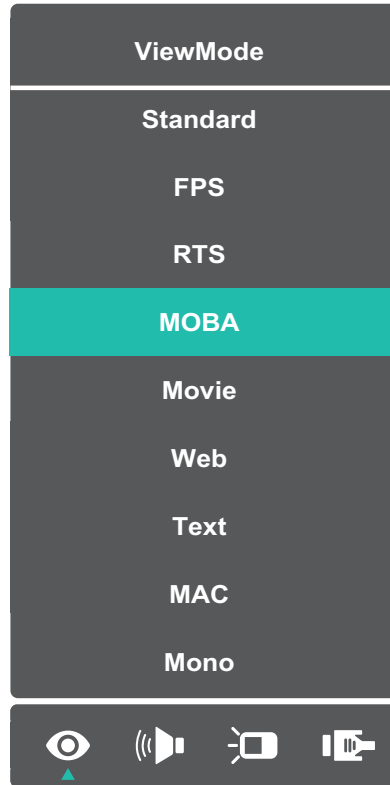 ViewMode
Standard
FPS
RTS
MOBA
Movie
Web
Text
MAC
Mono